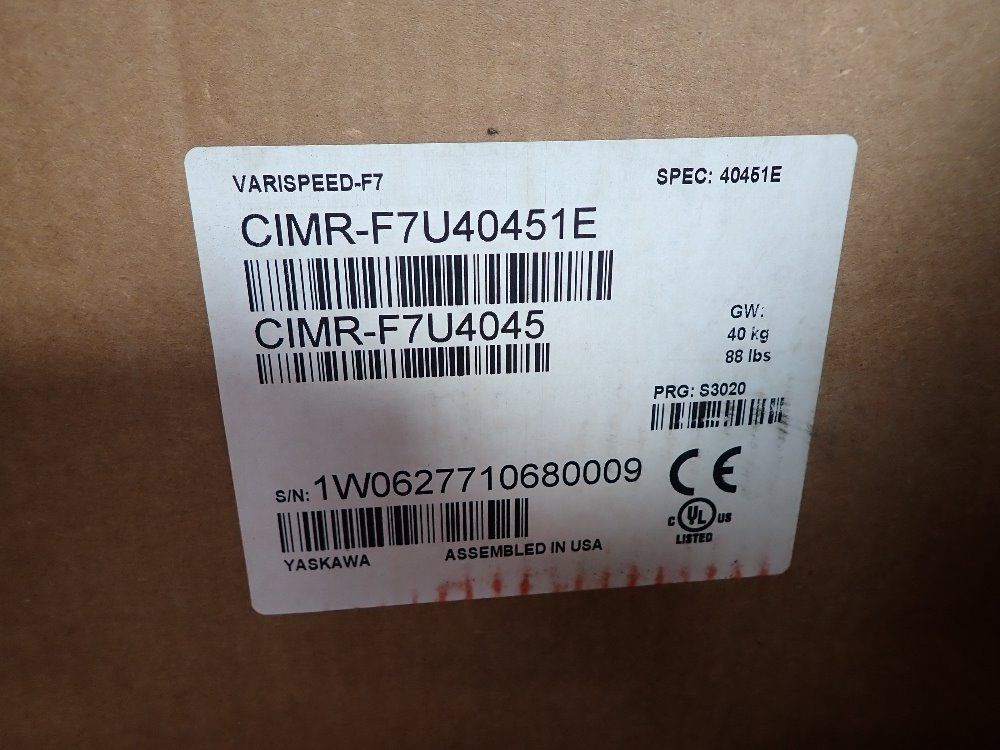 VARISPEED-F7
SPEC: 40451E
CIMR-F7U40451E
CIMR-F7U4045
GW:
40 kg
88 lbs
PRG: S3020
S/N: 1W0627710680009
CE
C UL US
LISTED
YASKAWA
ASSEMBLED IN USA